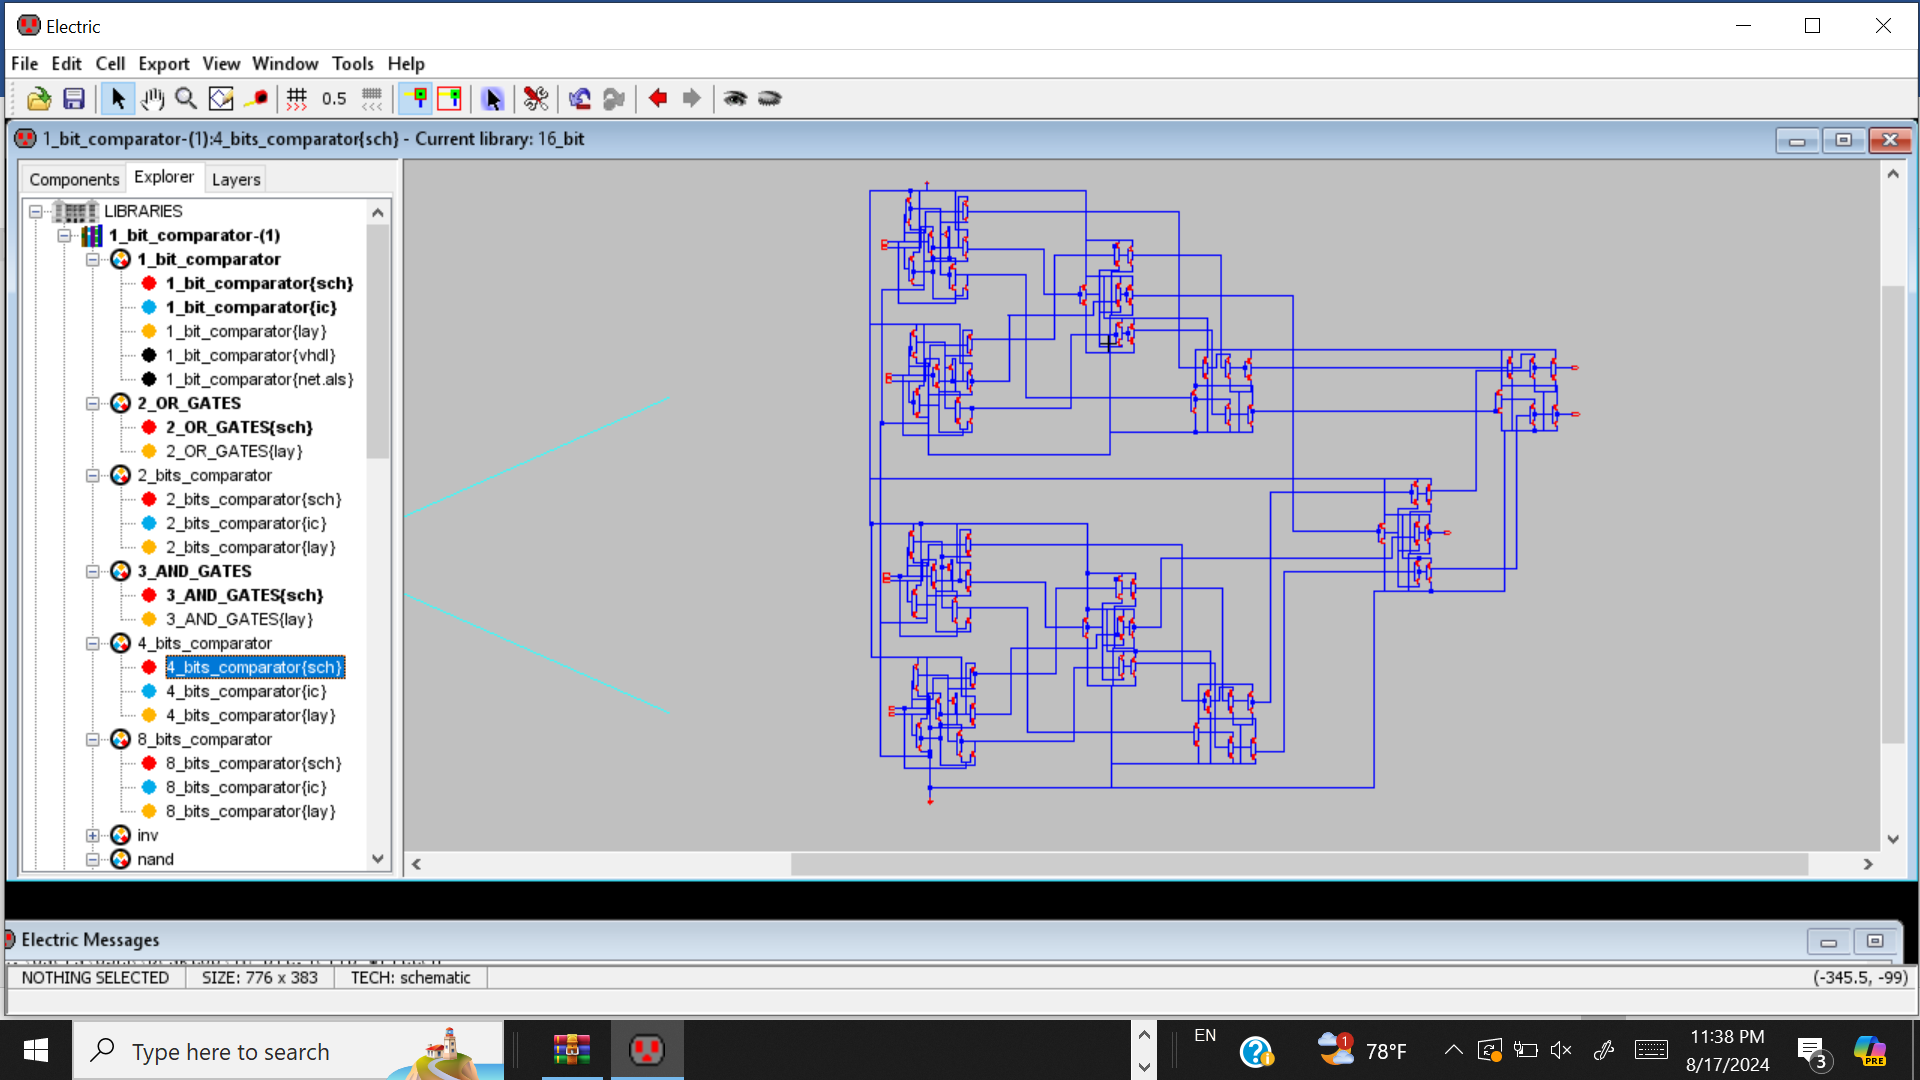 Electric
File Edit Cell Export View Window Tools Help
0.5
1_bit_comparator-(1):4_bits_comparator{sch} - Current library: 16_bit
Components Explorer Layers
LIBRARIES
1_bit_comparator-(1)
1_bit_comparator
1_bit_comparator{sch}
1_bit_comparator{ic}
1_bit_comparator{lay}
1_bit_comparator{vhdl}
1_bit_comparator{net.als}
2_OR_GATES
2_OR_GATES{sch}
2_OR_GATES{lay}
2_bits_comparator
2_bits_comparator{sch}
2_bits_comparator{ic}
2_bits_comparator{lay}
3_AND_GATES
3_AND_GATES{sch}
3_AND_GATES{lay}
4_bits_comparator
4_bits_comparator{sch}
4_bits_comparator{ic}
4_bits_comparator{lay}
8_bits_comparator
8_bits_comparator{sch}
8_bits_comparator{ic}
8_bits_comparator{lay}
inv
nand
Electric Messages
NOTHING SELECTED SIZE: 776 x 383 TECH: schematic (-345.5, -99)
Type here to search
EN
1
78°F
11:38 PM
8/17/2024
3
PRE